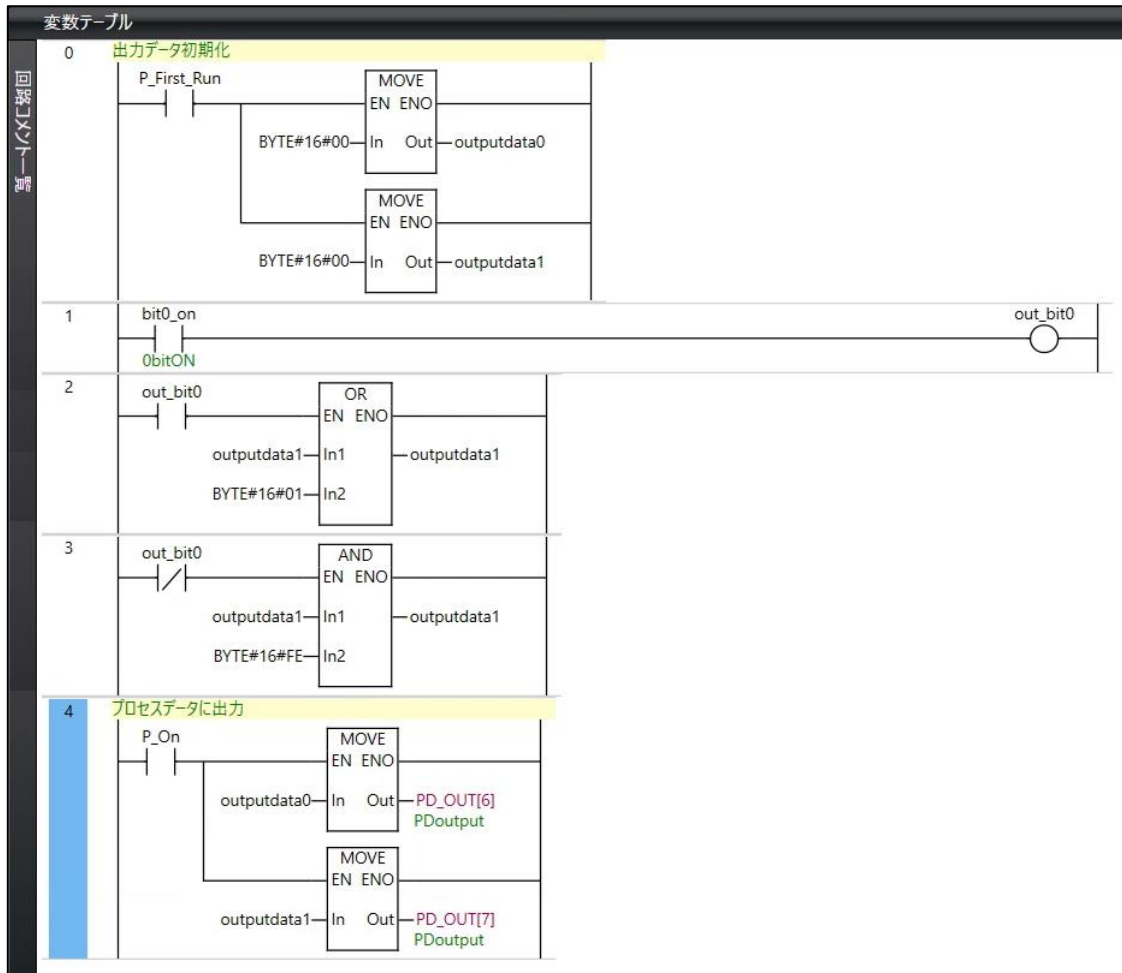 変数テーブル
回路コメント一覧
0
出力データ初期化
P_First_Run
MOVE
EN ENO
BYTE#16#00 In Out outputdata0
MOVE
EN ENO
BYTE#16#00 In Out outputdata1
1
bit0_on
out_bit0
0bitON
2
out_bit0
OR
EN ENO
outputdata1 In1 outputdata1
BYTE#16#01 In2
3
out_bit0
AND
EN ENO
outputdata1 In1 outputdata1
BYTE#16#FE In2
4
プロセスデータに出力
P_On
MOVE
EN ENO
outputdata0 In Out PD_OUT[6]
PDoutput
MOVE
EN ENO
outputdata1 In Out PD_OUT[7]
PDoutput